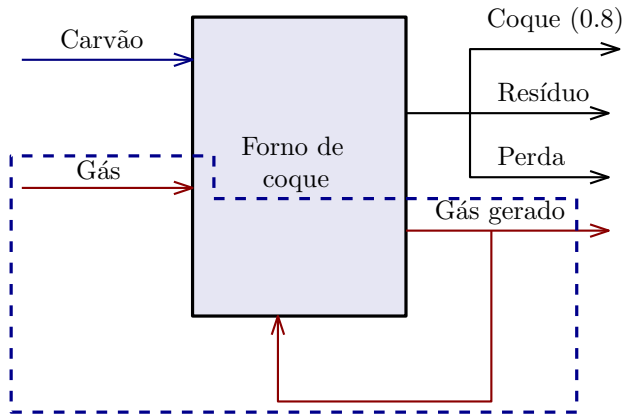 Coque (0.8)
Carvão
Resíduo
Forno de
coque
Perda
Gás
Gás gerado